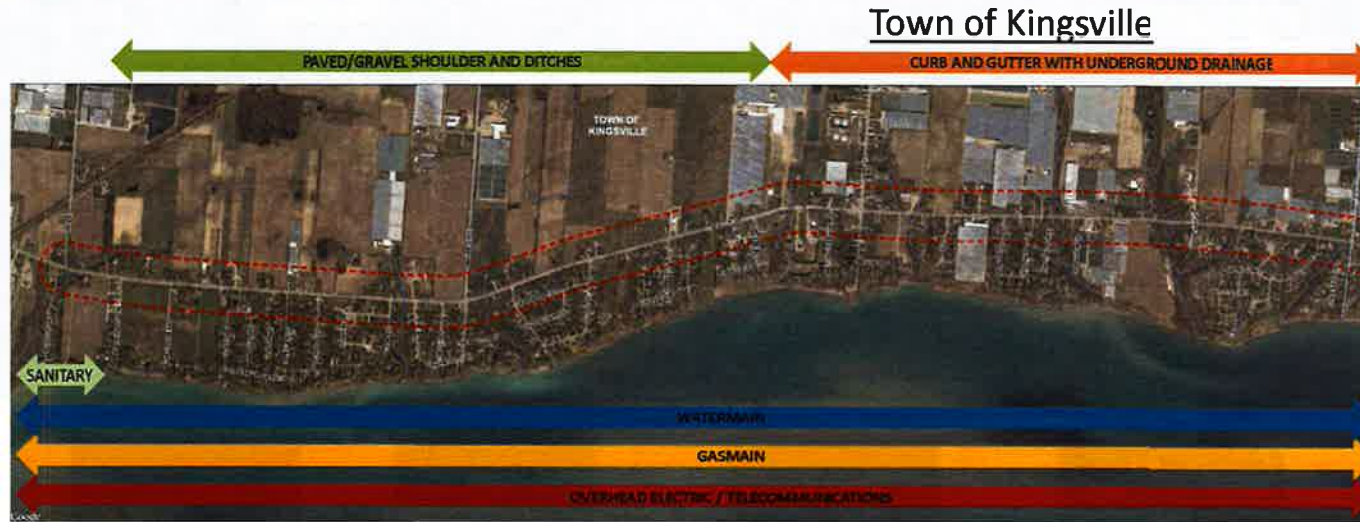 Town of Kingsville
PAVED/GRAVEL SHOULDER AND DITCHES
CURB AND GUTTER WITH UNDERGROUND DRAINAGE
TOWN OF
KINGSVILLE
SANITARY
WATERMAIN
GASMAIN
OVERHEAD ELECTRIC / TELECOMMUNICATIONS
Google